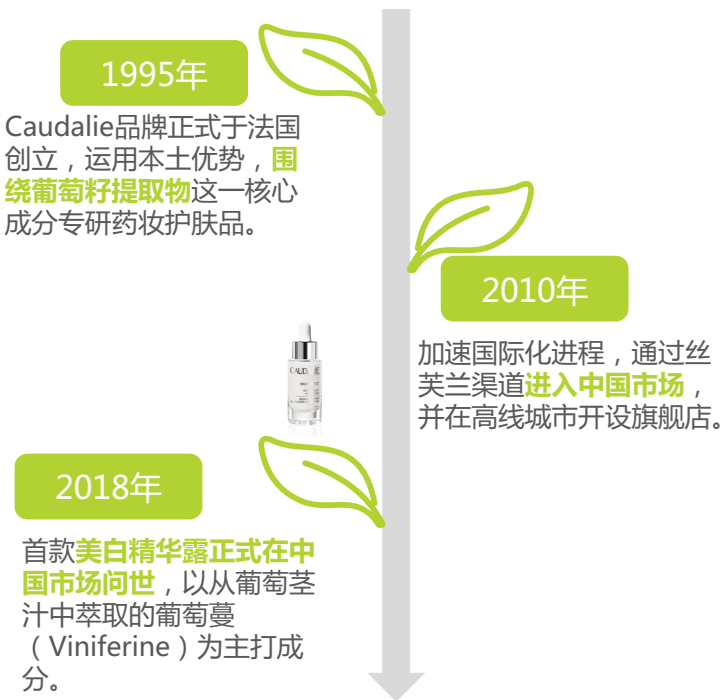 1995年
Caudalie品牌正式于法国
创立，运用本土优势，围
绕葡萄籽提取物这一核心
成分专研药妆护肤品。
2010年
加速国际化进程，通过丝
芙兰渠道进入中国市场，
并在高线城市开设旗舰店。
2018年
首款美白精华露正式在中
国市场问世，以从葡萄茎
汁中萃取的葡萄蔓
（Viniferine）为主打成
分。